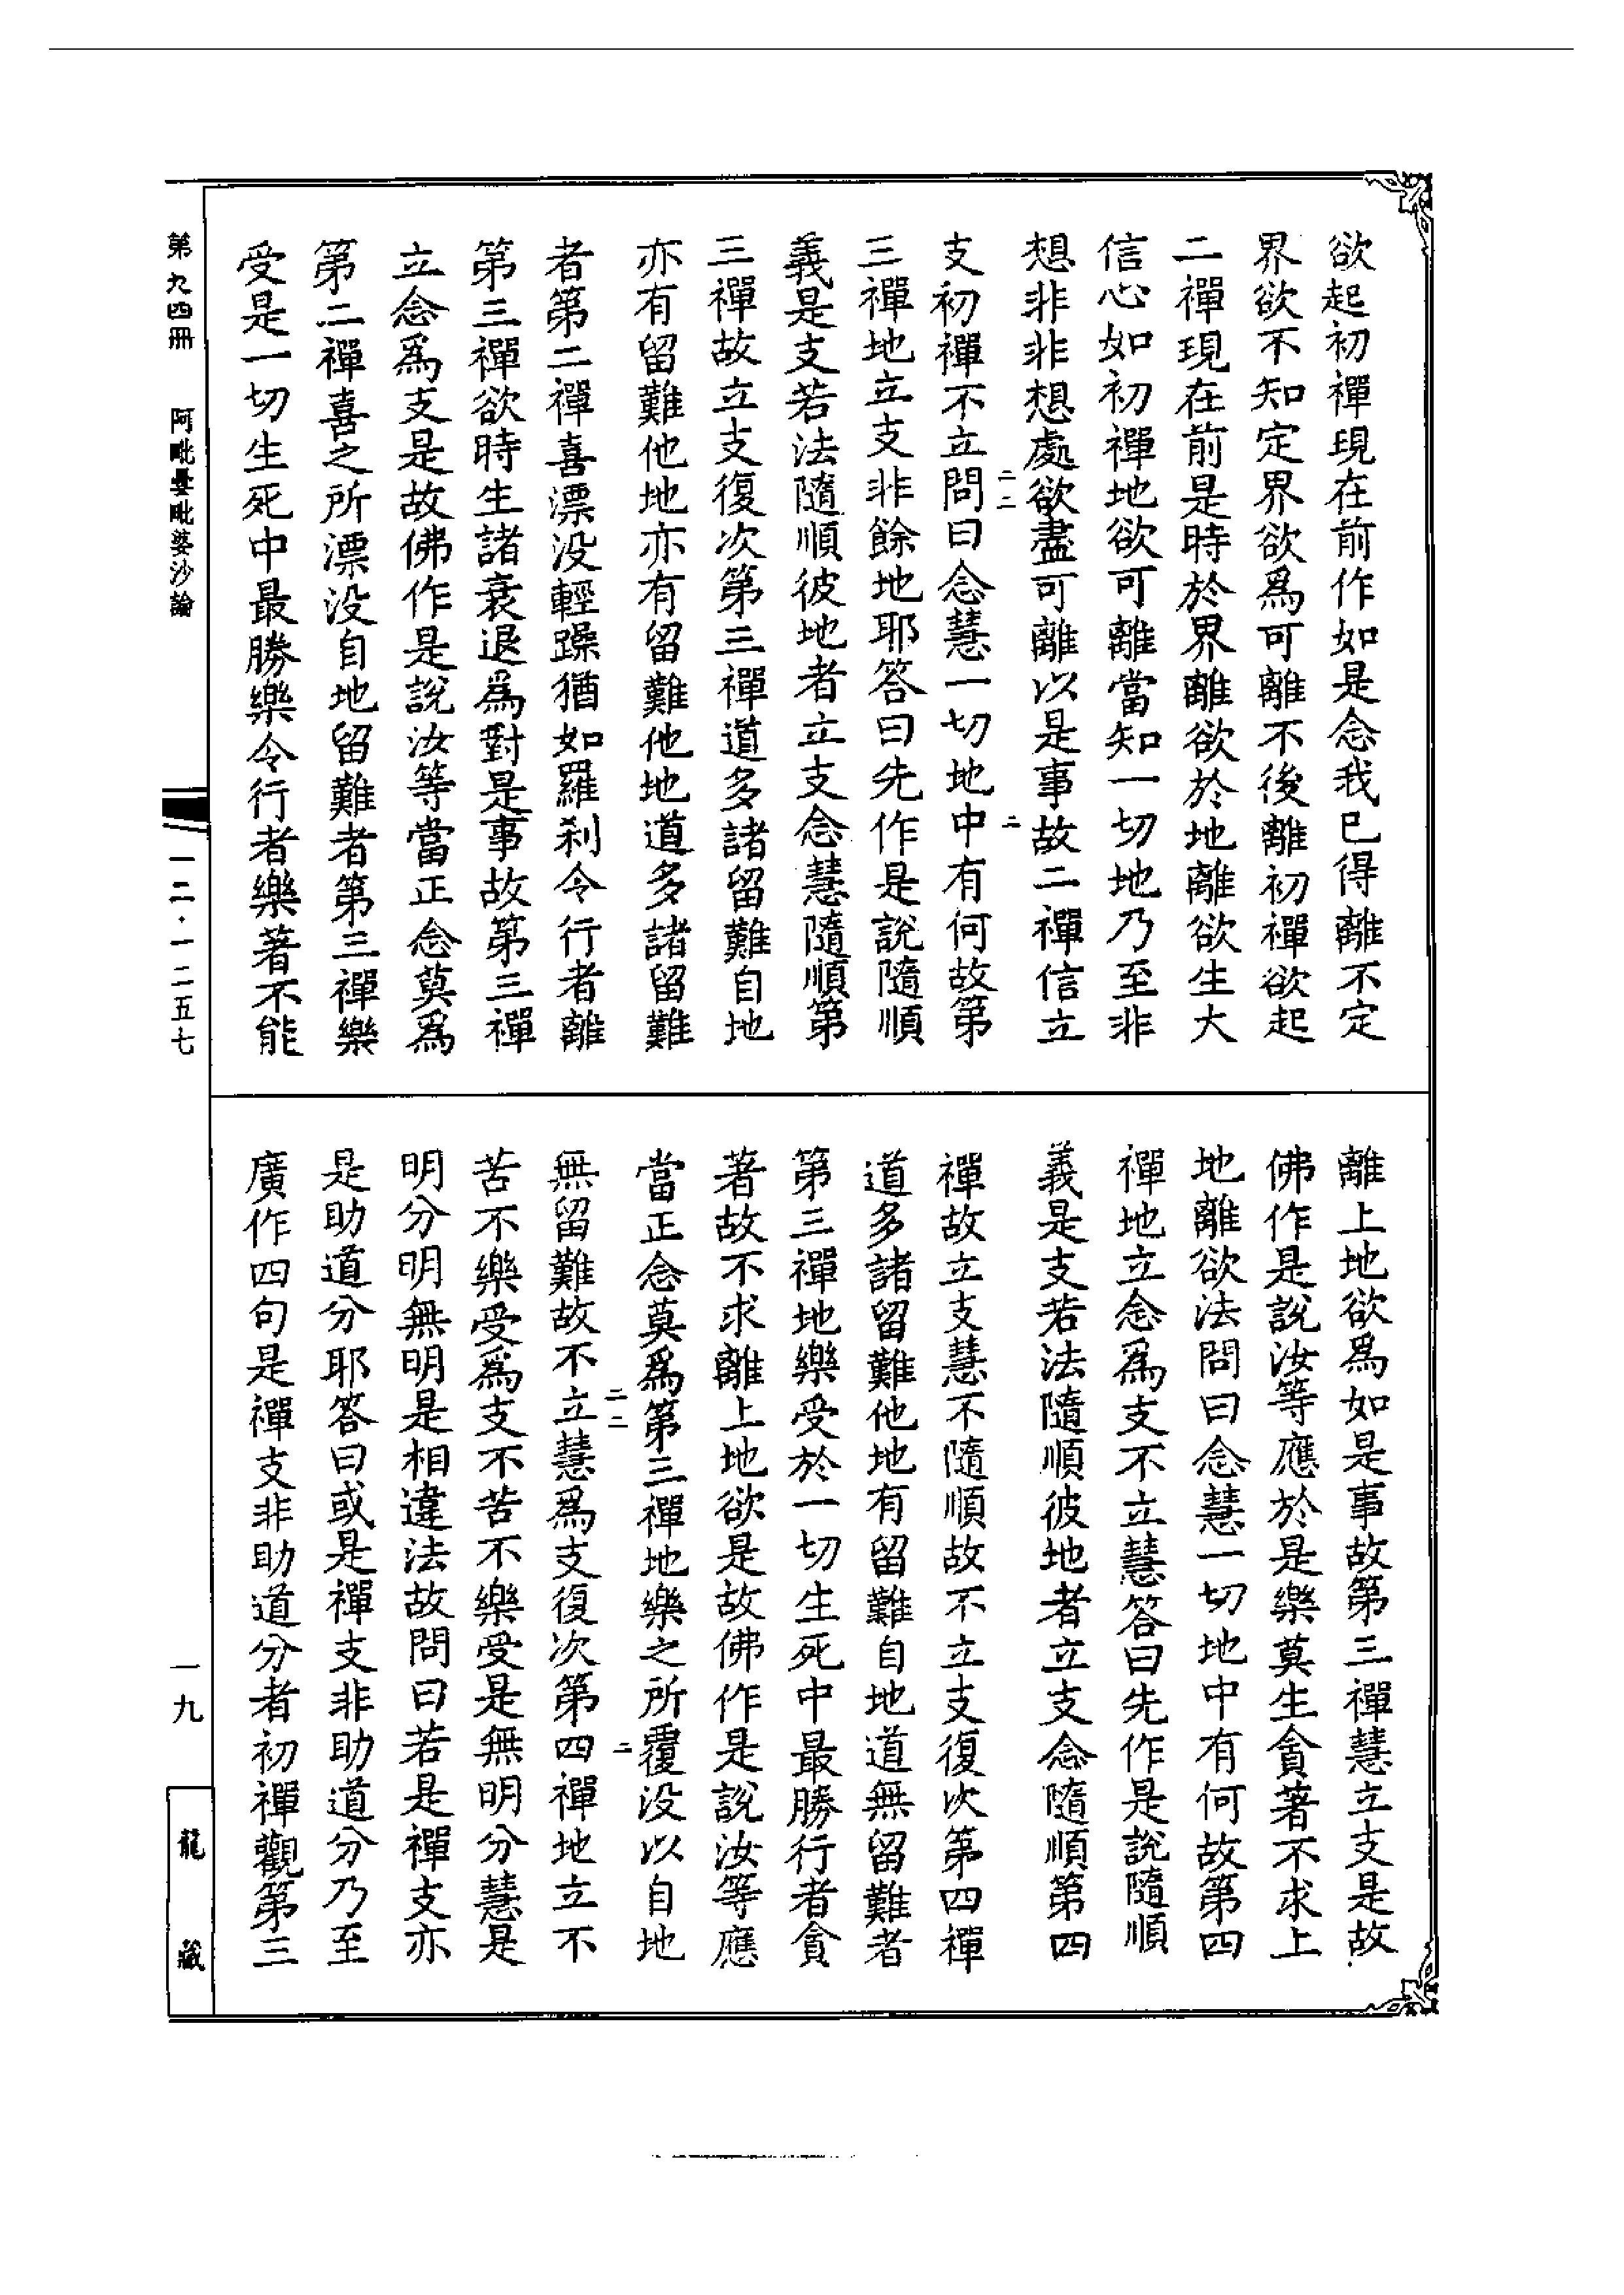 欲起初禪現在前作如是念我已得離不定
界欲不知定界欲爲可離不後離初禪欲起
二禪現在前是時於界離欲於地離欲生大
信心如初禪地欲可離當知一切地乃至非
想非非想處欲盡可離以是事故二禪信立
支初禪不立問曰念慧一切地中有何故第
三禪地立支非餘地耶答曰先作是說隨順
義是支若法隨順彼地者立支念慧隨順第
三禪故立支復次第三禪道多諸留難自地
亦有留難他地亦有留難他地道多諸留難
者第二禪喜漂没輕躁猶如羅刹令行者離
第三禪欲時生諸衰退爲對是事故第三禪
立念爲支是故佛作是說汝等當正念莫爲
第二禪喜之所漂没自地留難者第三禪樂
受是一切生死中最勝樂令行者樂著不能
離上地欲爲如是事故第三禪慧立支是故
佛作是說汝等應於是樂莫生貪著不求上
地離欲法問曰念慧一切地中有何故第四
禪地立念爲支不立慧答曰先作是說隨順
義是支若法隨順彼地者立支念隨順第四
禪故立支慧不隨順故不立支復次第四禪
道多諸留難他地有留難自地道無留難者
第三禪地樂受於一切生死中最勝行者貪
著故不求離上地欲是故佛作是說汝等應
當正念莫爲第三禪地樂之所覆没以自地
無留難故不立慧爲支復次第四禪地立不
苦不樂受爲支不苦不樂受是無明分慧是
明分明無明是相違法故問曰若是禪支亦
是助道分耶答曰或是禪支非助道分乃至
廣作四句是禪支非助道分者初禪觀第三
第九四冊 阿毗曇毗婆沙論
一二·一二五七
一九
龍藏